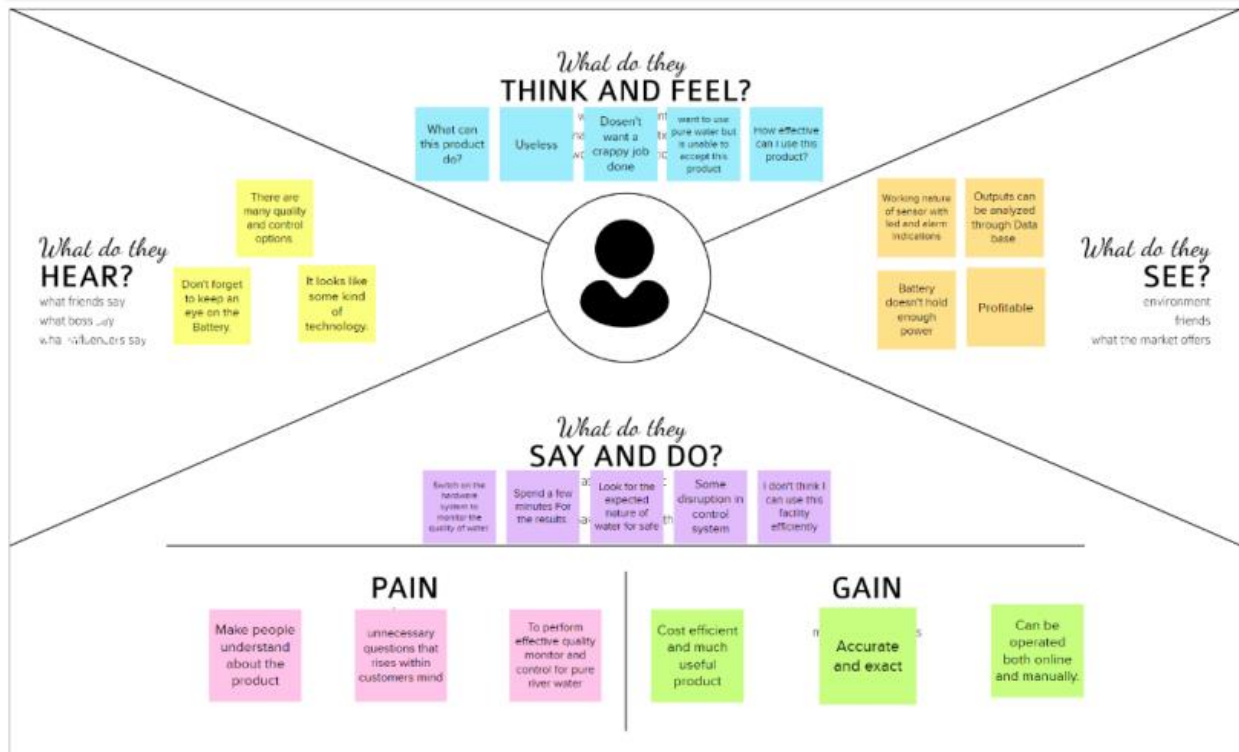 What do they
THINK AND FEEL?
What can
this product
do?
Useless
Dosen't
want a
crappy job
done
want to use
pure water but
is unable to
accept this
product
How effective
can I use this
product?
What do they
HEAR?
what friends say
what boss
say
There are
many quality
and control
options
Don't forget
to keep an
eye on the
Battery.
It looks like
some kind
of
technology.
Working nature
of sensor with
led and alarm
indications
Outputs can
be analyzed
through Data
base
Battery
doesn't hold
enough
power
Profitable
What do they
SEE?
environment
friends
what the market offers
What do they
SAY AND DO?
Switch on the
hardware
system to
monitor the
quality of water
Spend a few
minutes For
the results
Look for the
expected
nature of
water for safe
Some
disruption in
control
system
I don't think I
can use this
facility
efficiently
PAIN
Make people
understand
about the
product
unnecessary
questions that
rises within
customers mind
To perform
effective quality
monitor and
control for pure
river water
GAIN
Cost efficient
and much
useful
product
Accurate
and exact
Can be
operated
both online
and manually.